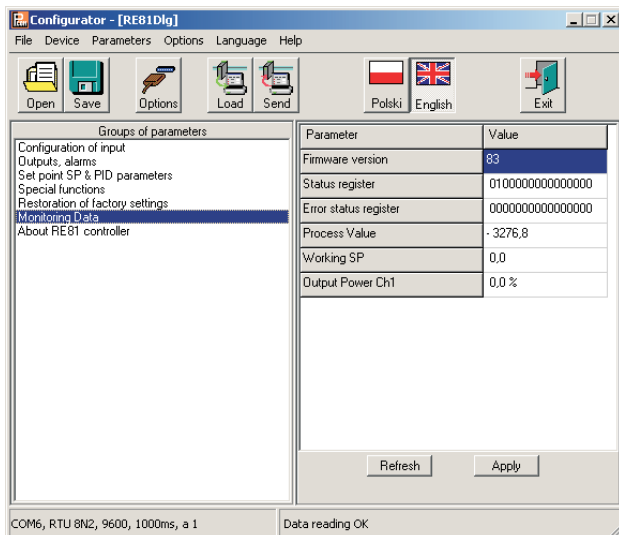 Configurator - [RE81Dlg]
File Device Parameters Options Language Help
Open Save Options Load Send Polski English Exit
Groups of parameters
Configuration of input
Outputs, alarms
Set point SP & PID parameters
Special functions
Restoration of factory settings
Monitoring Data
About RE81 controller
Parameter Value
Firmware version 83
Status register 0100000000000000
Error status register 0000000000000000
Process Value - 3276,8
Working SP 0,0
Output Power Ch1 0,0 %
Refresh Apply
COM6, RTU 8N2, 9600, 1000ms, a 1 Data reading OK